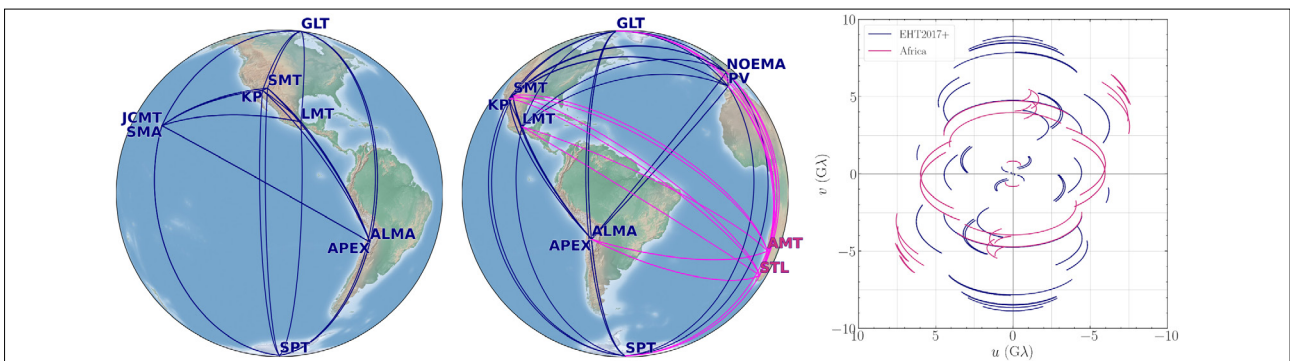 GLT
SMT
KP
JCMT
SMA
LMT
ALMA
APEX
SPT
GLT
NOEMA
PV
SMT
KP
LMT
ALMA
APEX
AMT
STL
SPT
EHT2017+
Africa
10
5
0
−5
−10
v (Gλ)
10
5
0
−5
−10
u (Gλ)